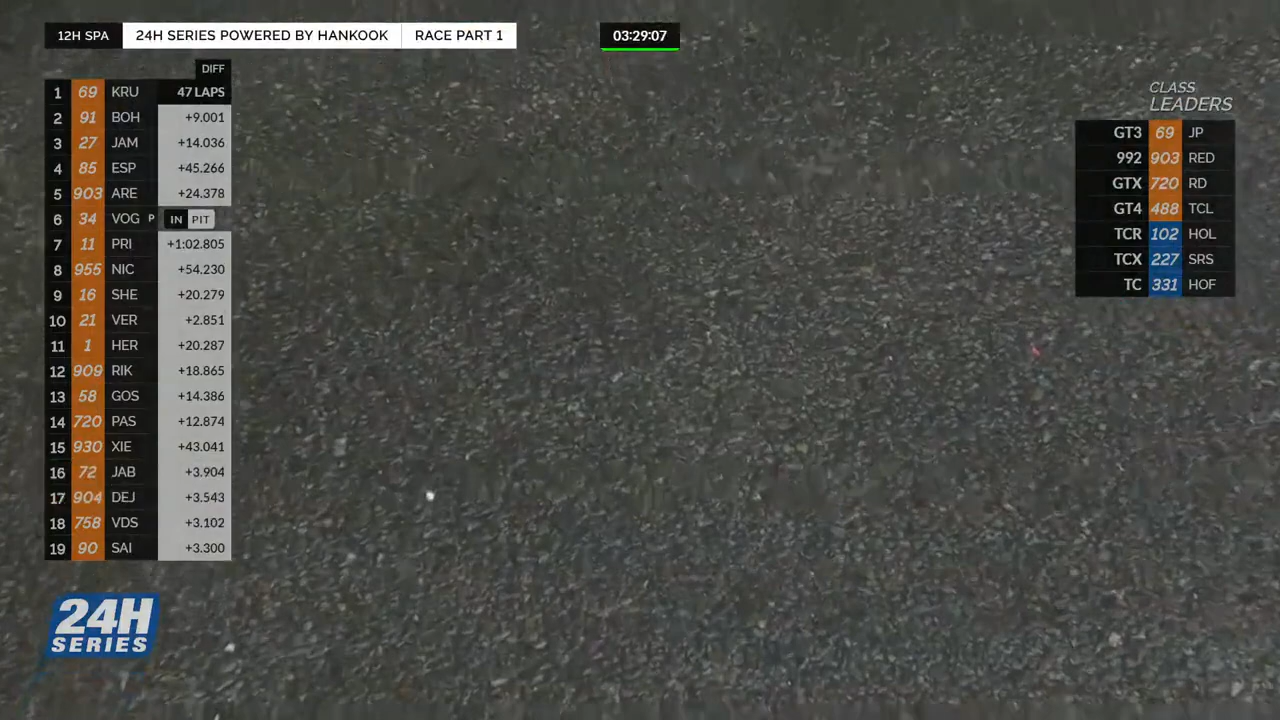 12H SPA 24H SERIES POWERED BY HANKOOK RACE PART 1 03:29:07
DIFF
1 69 KRU 47 LAPS
2 91 BOH +9.001
3 27 JAM +14.036
4 85 ESP +45.266
5 903 ARE +24.378
6 34 VOG P IN PIT
7 11 PRI +1:02.805
8 955 NIC +54.230
9 16 SHE +20.279
10 21 VER +2.851
11 1 HER +20.287
12 909 RIK +18.865
13 58 GOS +14.386
14 720 PAS +12.874
15 930 XIE +43.041
16 72 JAB +3.904
17 904 DEJ +3.543
18 758 VDS +3.102
19 90 SAI +3.300
CLASS
LEADERS
GT3 69 JP
992 903 RED
GTX 720 RD
GT4 488 TCL
TCR 102 HOL
TCX 227 SRS
TC 331 HOF
24H
SERIES